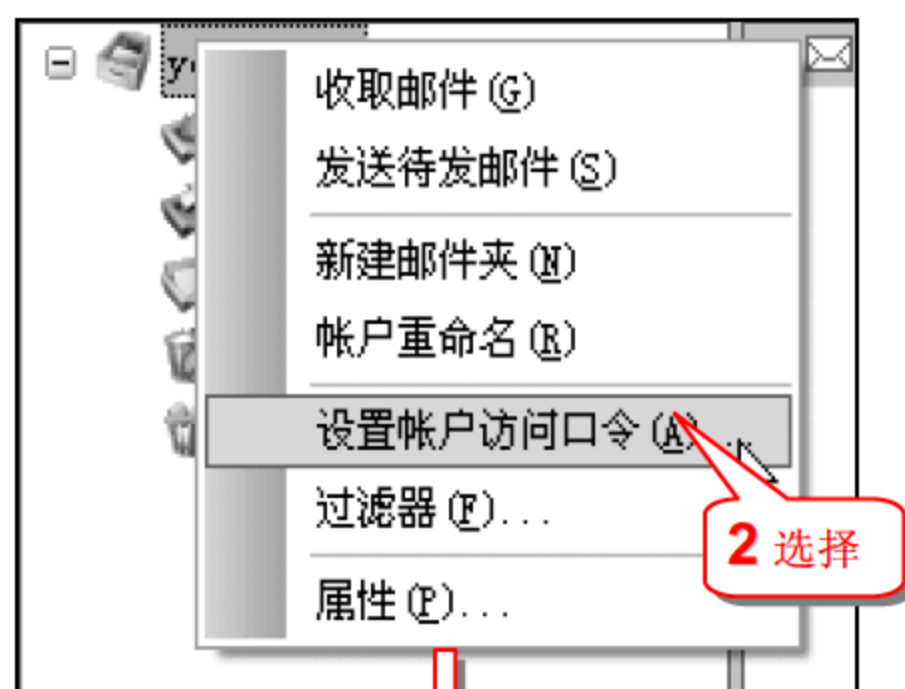 y
收取邮件(G)
发送待发邮件(S)
新建邮件夹(N)
帐户重命名(R)
设置帐户访问口令(A)...
过滤器(F)...
属性(P)...
2 选择